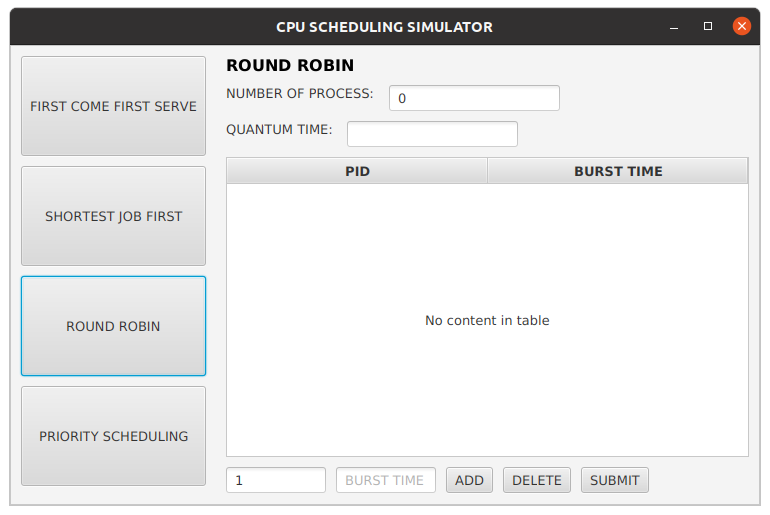 CPU SCHEDULING SIMULATOR
FIRST COME FIRST SERVE
SHORTEST JOB FIRST
ROUND ROBIN
PRIORITY SCHEDULING
ROUND ROBIN
NUMBER OF PROCESS: 0
QUANTUM TIME:
PID BURST TIME
No content in table
1 BURST TIME ADD DELETE SUBMIT